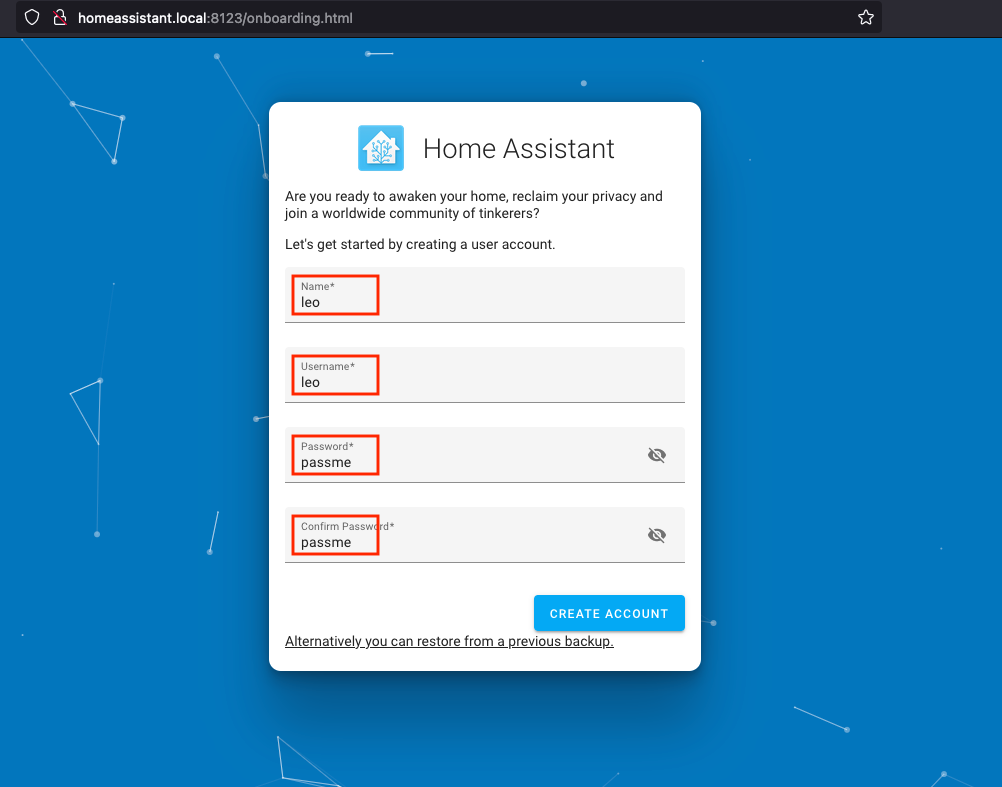 homeassistant.local:8123/onboarding.html
Home Assistant
Are you ready to awaken your home, reclaim your privacy and
join a worldwide community of tinkerers?
Let's get started by creating a user account.
Name*
leo
Username*
leo
Password*
passme
Confirm Password*
passme
CREATE ACCOUNT
Alternatively you can restore from a previous backup.